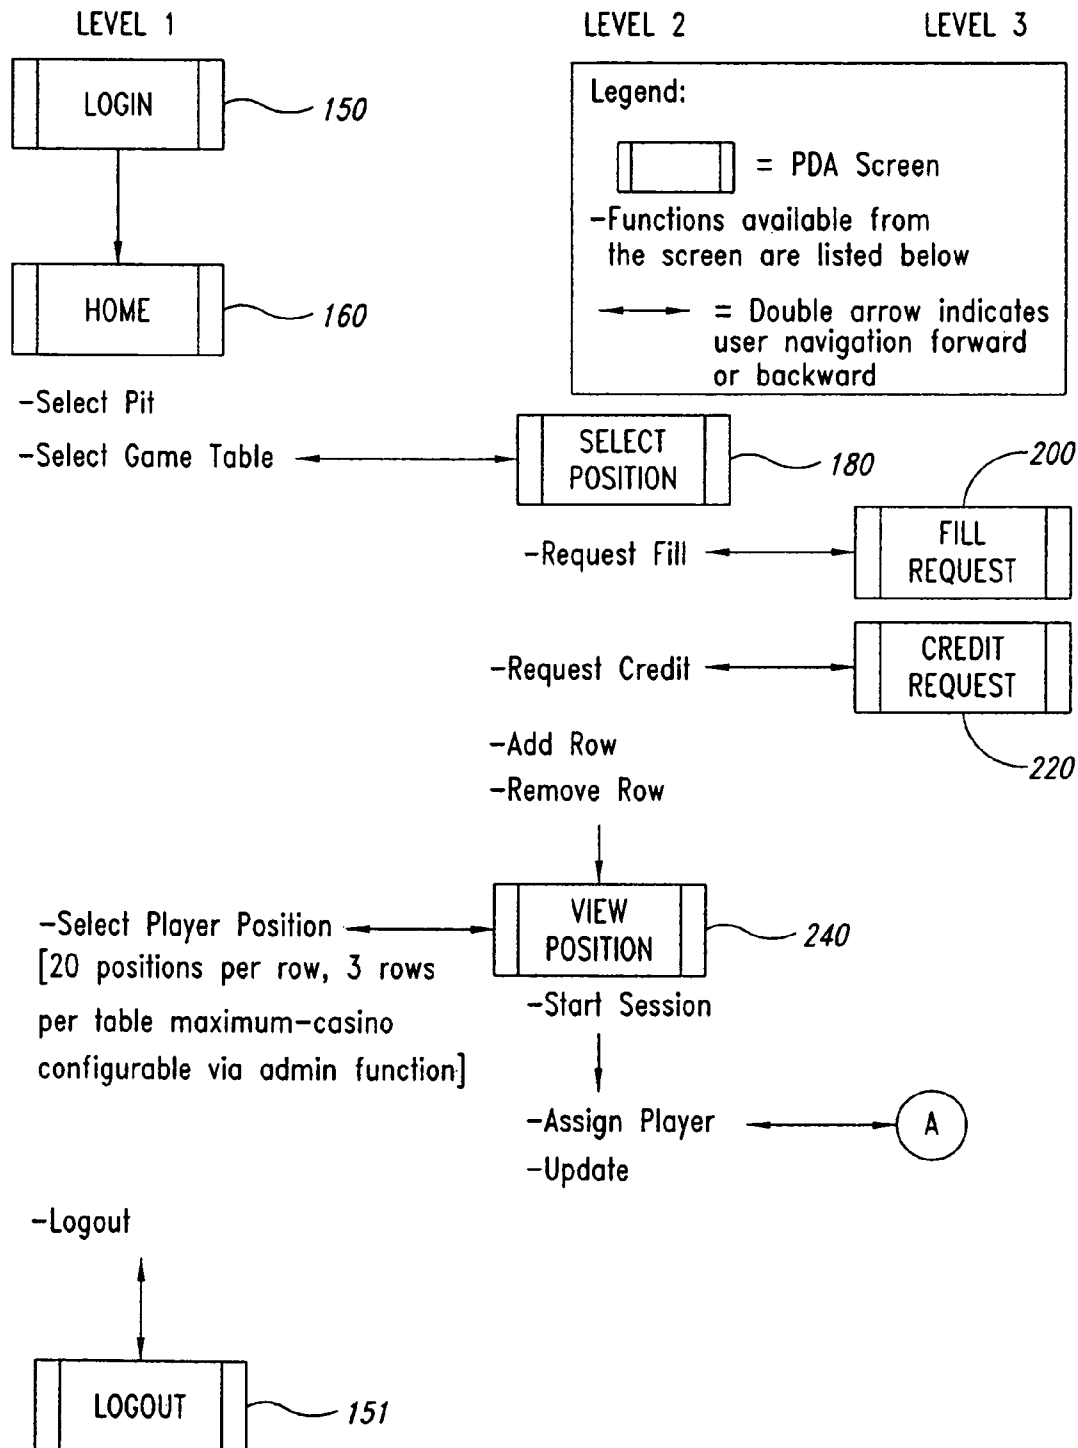 LEVEL 1
LEVEL 2
LEVEL 3
LOGIN
150
Legend:
= PDA Screen
-Functions available from
the screen are listed below
= Double arrow indicates
user navigation forward
or backward
HOME
160
-Select Pit
-Select Game Table
SELECT
POSITION
180
200
-Request Fill
FILL
REQUEST
-Request Credit
CREDIT
REQUEST
220
-Add Row
-Remove Row
-Select Player Position
[20 positions per row, 3 rows
per table maximum-casino
configurable via admin function]
VIEW
POSITION
240
-Start Session
-Assign Player
A
-Update
-Logout
LOGOUT
151